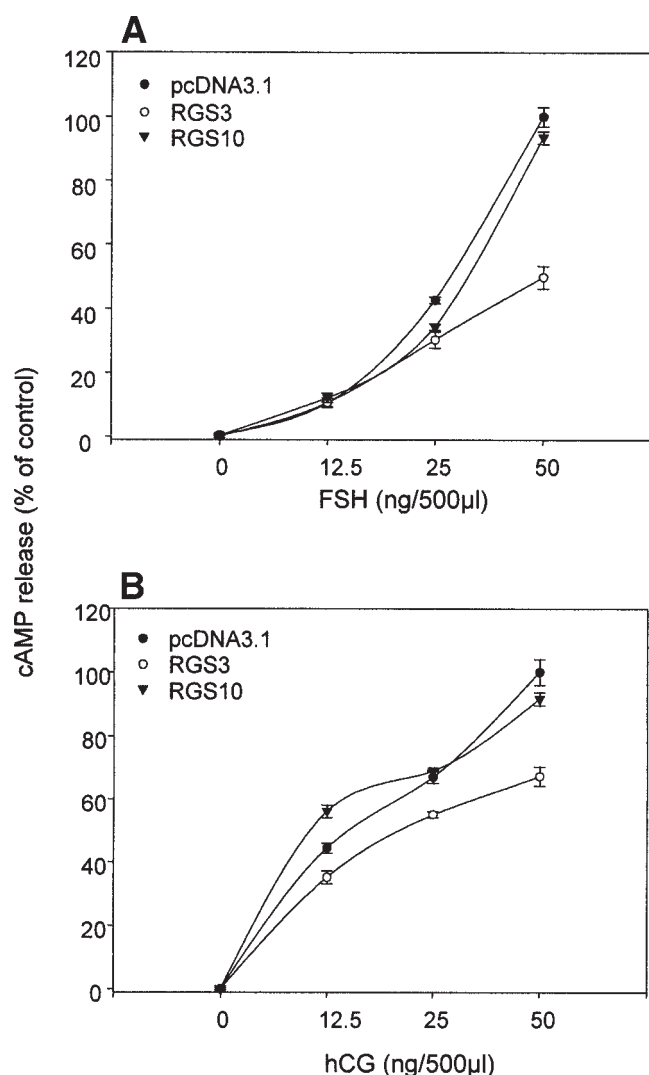 A
120
100
80
60
40
20
0
pcDNA3.1
RGS3
RGS10
0 12.5 25 50
FSH (ng/500µl)
cAMP release (% of control)
B
120
100
80
60
40
20
0
pcDNA3.1
RGS3
RGS10
0 12.5 25 50
hCG (ng/500µl)